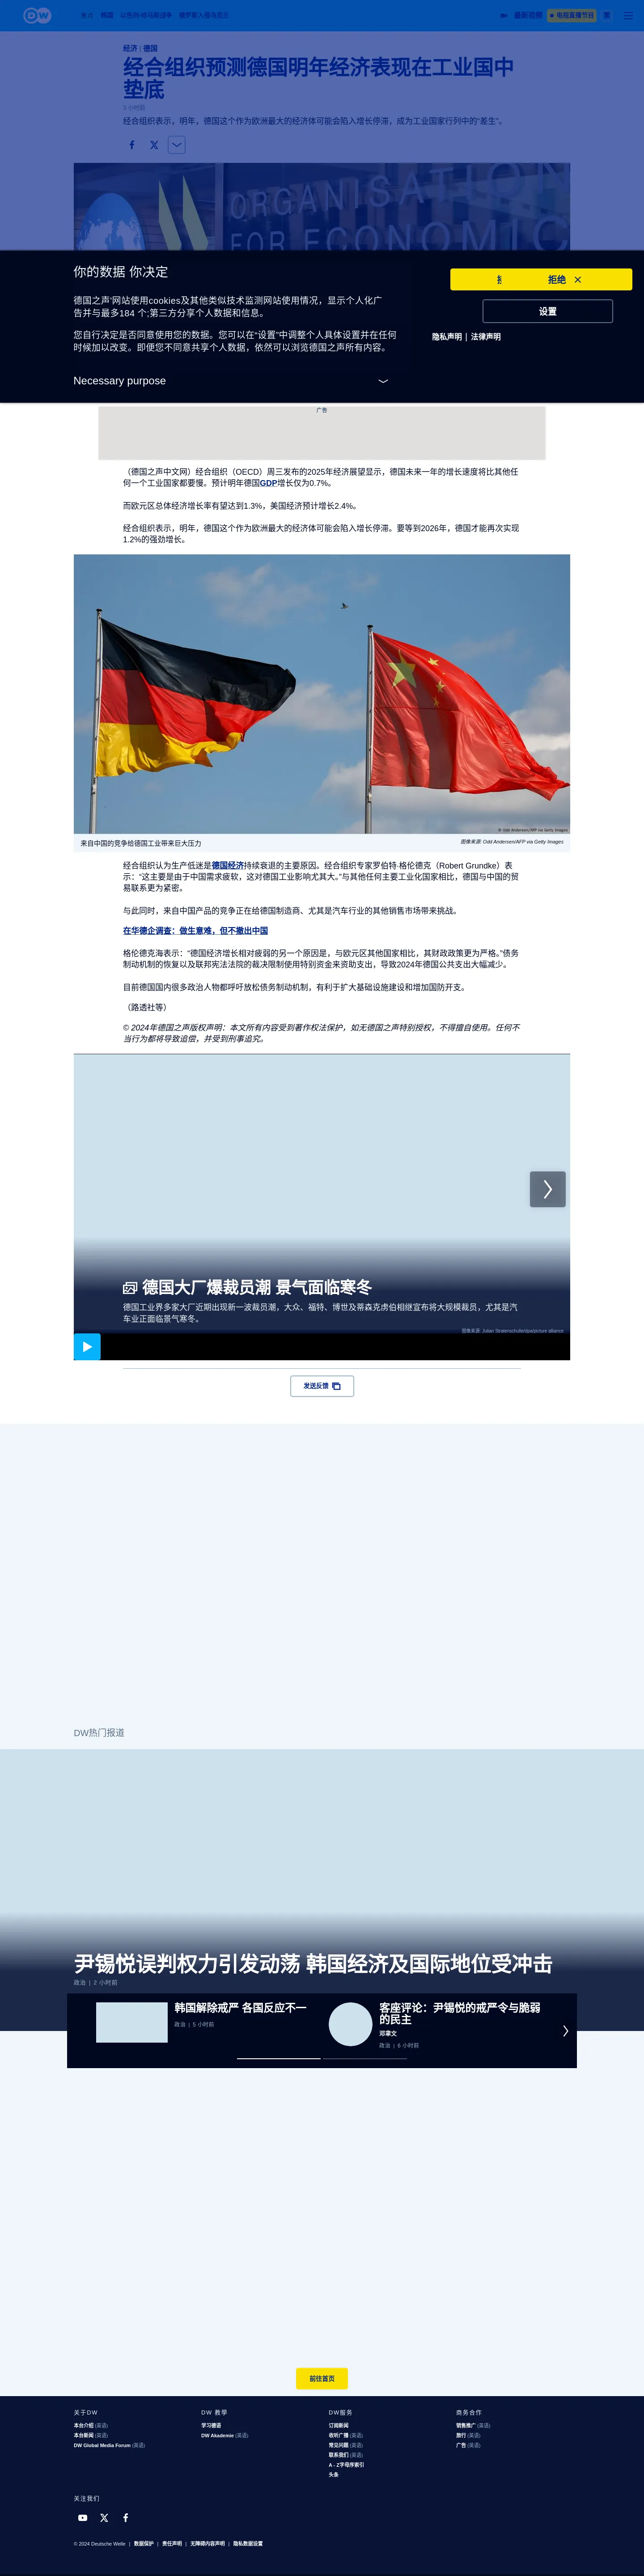 DW
焦点
韩国
以色列-哈马斯战争
俄罗斯入侵乌克兰
最新视频
电视直播节目
经济 | 德国
经合组织预测德国明年经济表现在工业国中
垫底
3 小时前
经合组织表示，明年，德国这个作为欧洲最大的经济体可能会陷入增长停滞，成为工业国家行列中的“差生”。
ORGANISATION
FOR ECONOMIC
你的数据 你决定
德国之声‘网站使用cookies及其他类似技术监测网站使用情况，显示个人化广
告并与最多184 个;第三方分享个人数据和信息。
您自行决定是否同意使用您的数据。您可以在“设置”中调整个人具体设置并在任何
时候加以改变。即便您不同意共享个人数据，依然可以浏览德国之声所有内容。
Necessary purpose
拒绝
设置
隐私声明 | 法律声明
广告
（德国之声中文网）经合组织（OECD）周三发布的2025年经济展望显示，德国未来一年的增长速度将比其他任
何一个工业国家都要慢。预计明年德国GDP增长仅为0.7%。
而欧元区总体经济增长率有望达到1.3%，美国经济预计增长2.4%。
经合组织表示，明年，德国这个作为欧洲最大的经济体可能会陷入增长停滞。要等到2026年，德国才能再次实现
1.2%的强劲增长。
© Odd Andersen/AFP via Getty Images
来自中国的竞争给德国工业带来巨大压力
图像来源: Odd Andersen/AFP via Getty Images
经合组织认为生产低迷是德国经济持续衰退的主要原因。经合组织专家罗伯特·格伦德克（Robert Grundke）表
示：“这主要是由于中国需求疲软，这对德国工业影响尤其大。”与其他任何主要工业化国家相比，德国与中国的贸
易联系更为紧密。
与此同时，来自中国产品的竞争正在给德国制造商、尤其是汽车行业的其他销售市场带来挑战。
在华德企调查：做生意难，但不撤出中国
格伦德克海表示：“德国经济增长相对疲弱的另一个原因是，与欧元区其他国家相比，其财政政策更为严格。”债务
制动机制的恢复以及联邦宪法法院的裁决限制使用特别资金来资助支出，导致2024年德国公共支出大幅减少。
目前德国国内很多政治人物都呼吁放松债务制动机制，有利于扩大基础设施建设和增加国防开支。
（路透社等）
© 2024年德国之声版权声明：本文所有内容受到著作权法保护，如无德国之声特别授权，不得擅自使用。任何不
当行为都将导致追偿，并受到刑事追究。
德国大厂爆裁员潮 景气面临寒冬
德国工业界多家大厂近期出现新一波裁员潮，大众、福特、博世及蒂森克虏伯相继宣布将大规模裁员，尤其是汽
车业正面临景气寒冬。
图像来源: Julian Stratenschulte/dpa/picture alliance
发送反馈
DW热门报道
尹锡悦误判权力引发动荡 韩国经济及国际地位受冲击
政治 | 2 小时前
韩国解除戒严 各国反应不一
政治 | 5 小时前
客座评论：尹锡悦的戒严令与脆弱
的民主
邓聿文
政治 | 6 小时前
前往首页
关于DW
本台介绍 (英语)
本台新闻 (英语)
DW Global Media Forum (英语)
DW 教學
学习德语
DW Akademie (英语)
DW服务
订阅新闻
收听广播 (英语)
常见问题 (英语)
联系我们 (英语)
A - Z字母序索引
头条
商务合作
销售推广 (英语)
旅行 (英语)
广告 (英语)
关注我们
© 2024 Deutsche Welle | 数据保护 | 责任声明 | 无障碍内容声明 | 隐私数据设置